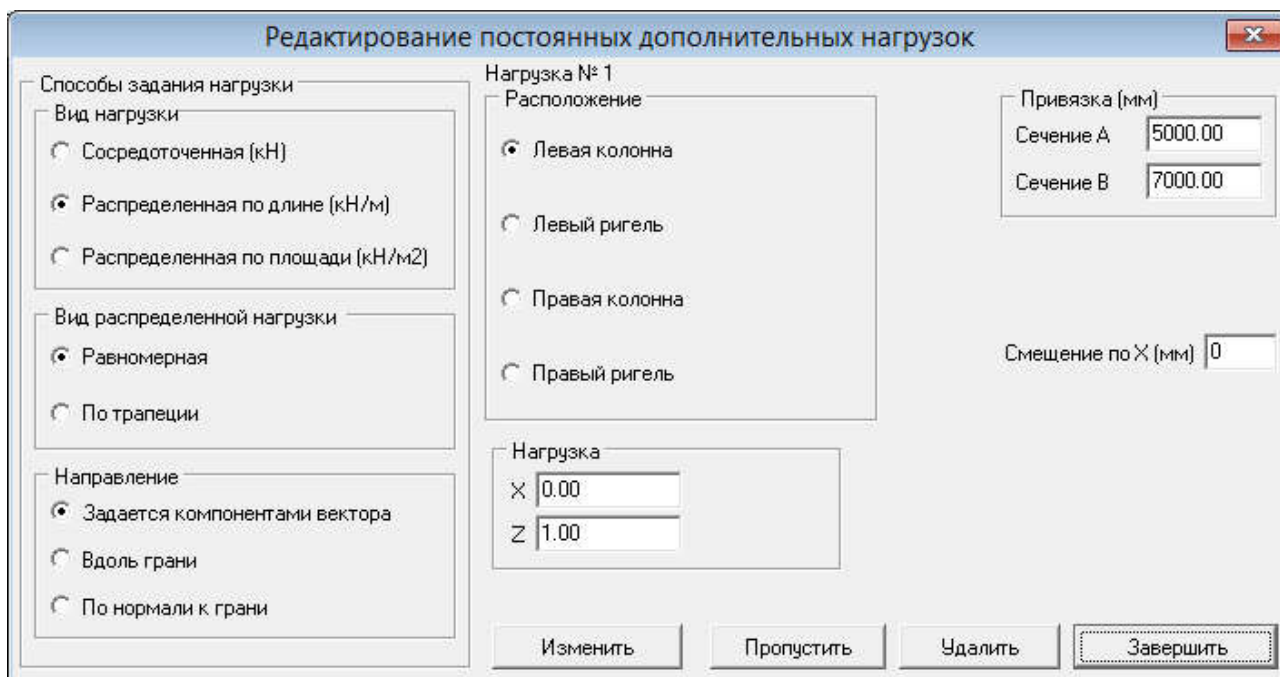 Редактирование постоянных дополнительных нагрузок
Способы задания нагрузки
Вид нагрузки
Сосредоточенная (кН)
Распределенная по длине (кН/м)
Распределенная по площади (кН/м2)
Вид распределенной нагрузки
Равномерная
По трапеции
Направление
Задается компонентами вектора
Вдоль грани
По нормали к грани
Нагрузка № 1
Расположение
Левая колонна
Левый ригель
Правая колонна
Правый ригель
Нагрузка
X 0.00
Z 1.00
Привязка (мм)
Сечение А 5000.00
Сечение В 7000.00
Смещение по X (мм) 0
Изменить
Пропустить
Удалить
Завершить